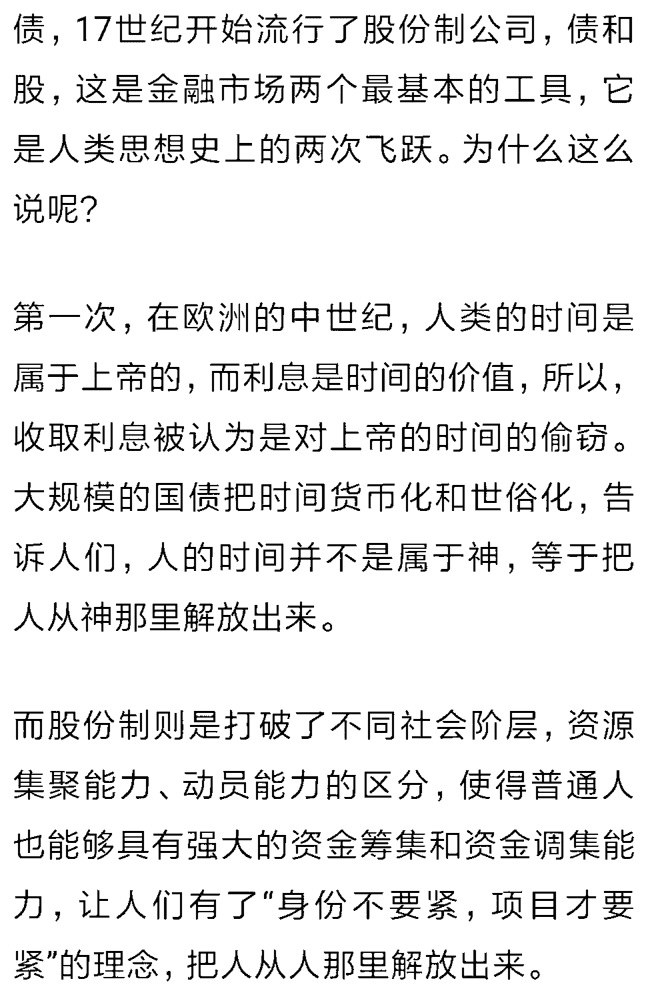 债，17世纪开始流行了股份制公司，债和
股，这是金融市场两个最基本的工具，它
是人类思想史上的两次飞跃。为什么这么
说呢？
第一次，在欧洲的中世纪，人类的时间是
属于上帝的，而利息是时间的价值，所以，
收取利息被认为是对上帝的时间的偷窃。
大规模的国债把时间货币化和世俗化，告
诉人们，人的时间并不是属于神，等于把
人从神那里解放出来。
而股份制则是打破了不同社会阶层，资源
集聚能力、动员能力的区分，使得普通人
也能够具有强大的资金筹集和资金调集能
力，让人们有了“身份不要紧，项目才要
紧”的理念，把人从人那里解放出来。